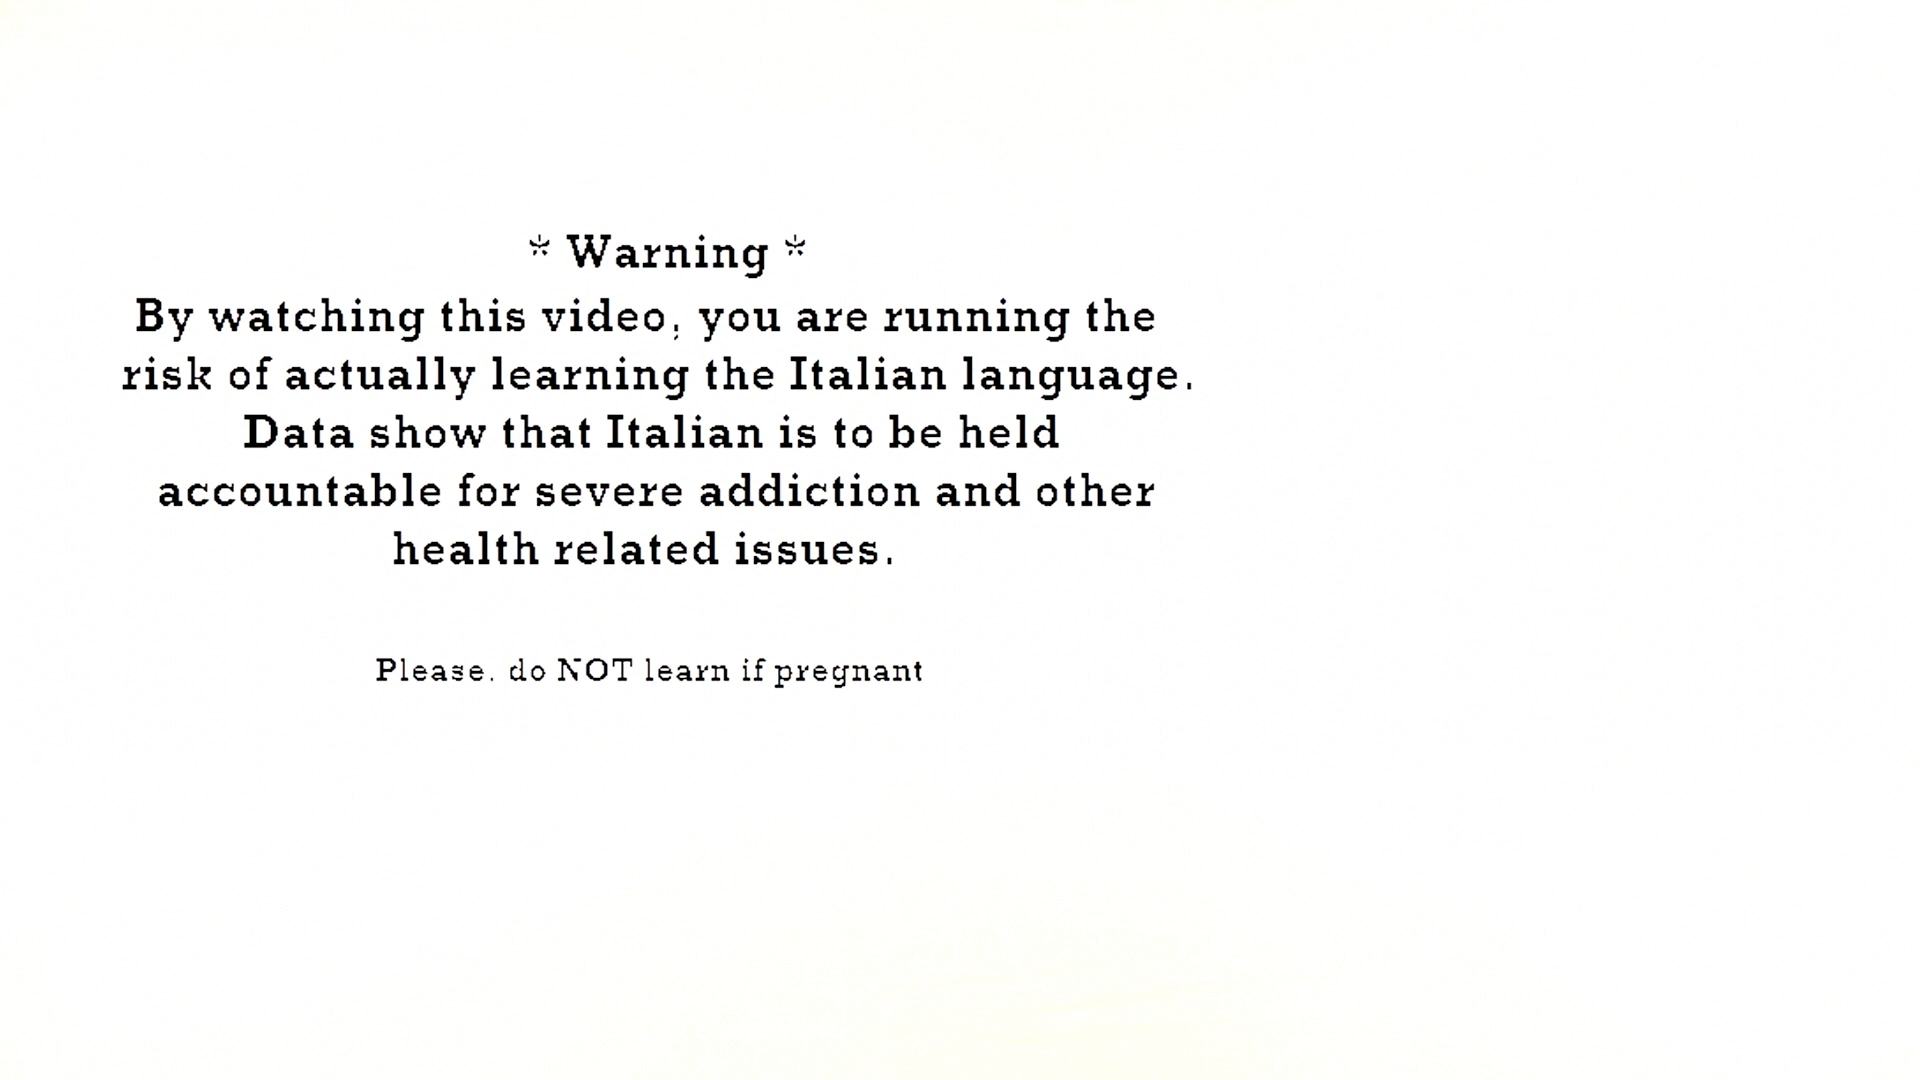 * Warning *
By watching this video, you are running the
risk of actually learning the Italian language.
Data show that Italian is to be held
accountable for severe addiction and other
health related issues.
Please, do NOT learn if pregnant